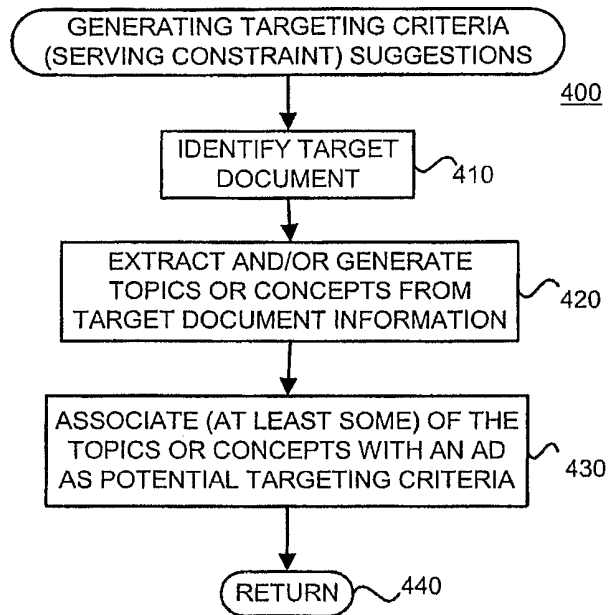 GENERATING TARGETING CRITERIA
(SERVING CONSTRAINT) SUGGESTIONS
400
IDENTIFY TARGET
DOCUMENT
410
EXTRACT AND/OR GENERATE
TOPICS OR CONCEPTS FROM
TARGET DOCUMENT INFORMATION
420
ASSOCIATE (AT LEAST SOME) OF THE
TOPICS OR CONCEPTS WITH AN AD
AS POTENTIAL TARGETING CRITERIA
430
RETURN
440